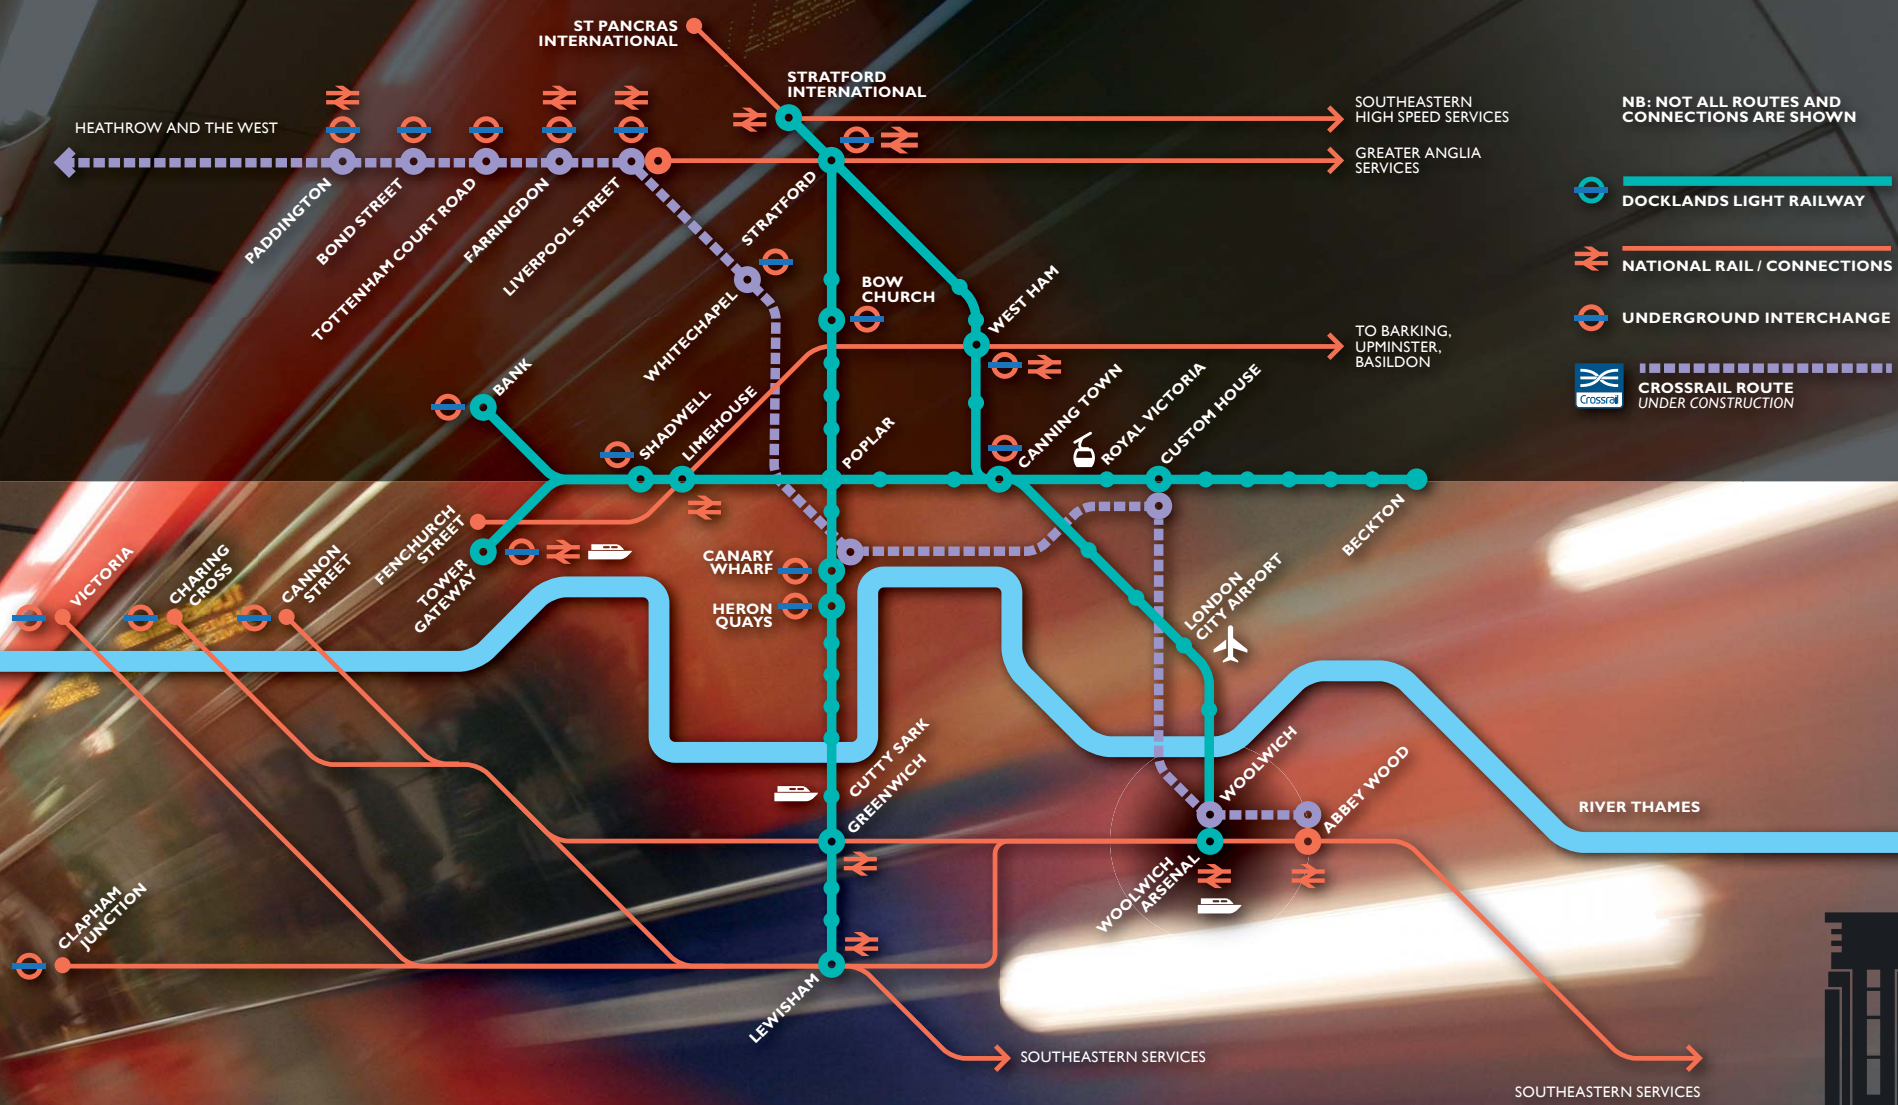 ST PANCRAS
INTERNATIONAL
STRATFORD
INTERNATIONAL
SOUTHEASTERN
HIGH SPEED SERVICES
NB: NOT ALL ROUTES AND
CONNECTIONS ARE SHOWN
HEATHROW AND THE WEST
GREATER ANGLIA
SERVICES
DOCKLANDS LIGHT RAILWAY
PADDINGTON
BOND STREET
TOTTENHAM COURT ROAD
FARRINGDON
LIVERPOOL STREET
STRATFORD
NATIONAL RAIL / CONNECTIONS
WHITECHAPEL
BOW
CHURCH
WEST HAM
UNDERGROUND INTERCHANGE
TO BARKING,
UPMINSTER,
BASILDON
Crossrail
CROSSRAIL ROUTE
UNDER CONSTRUCTION
BANK
SHADWELL
LIMEHOUSE
POPLAR
CANNING TOWN
ROYAL VICTORIA
CUSTOM HOUSE
BECKTON
FENCHURCH
STREET
TOWER
GATEWAY
VICTORIA
CHARING
CROSS
CANNON
STREET
CANARY
WHARF
HERON
QUAYS
LONDON
CITY AIRPORT
CUTTY SARK
GREENWICH
WOOLWICH
ABBEY WOOD
RIVER THAMES
WOOLWICH
ARSENAL
CLAPHAM
JUNCTION
LEWISHAM
SOUTHEASTERN SERVICES
SOUTHEASTERN SERVICES